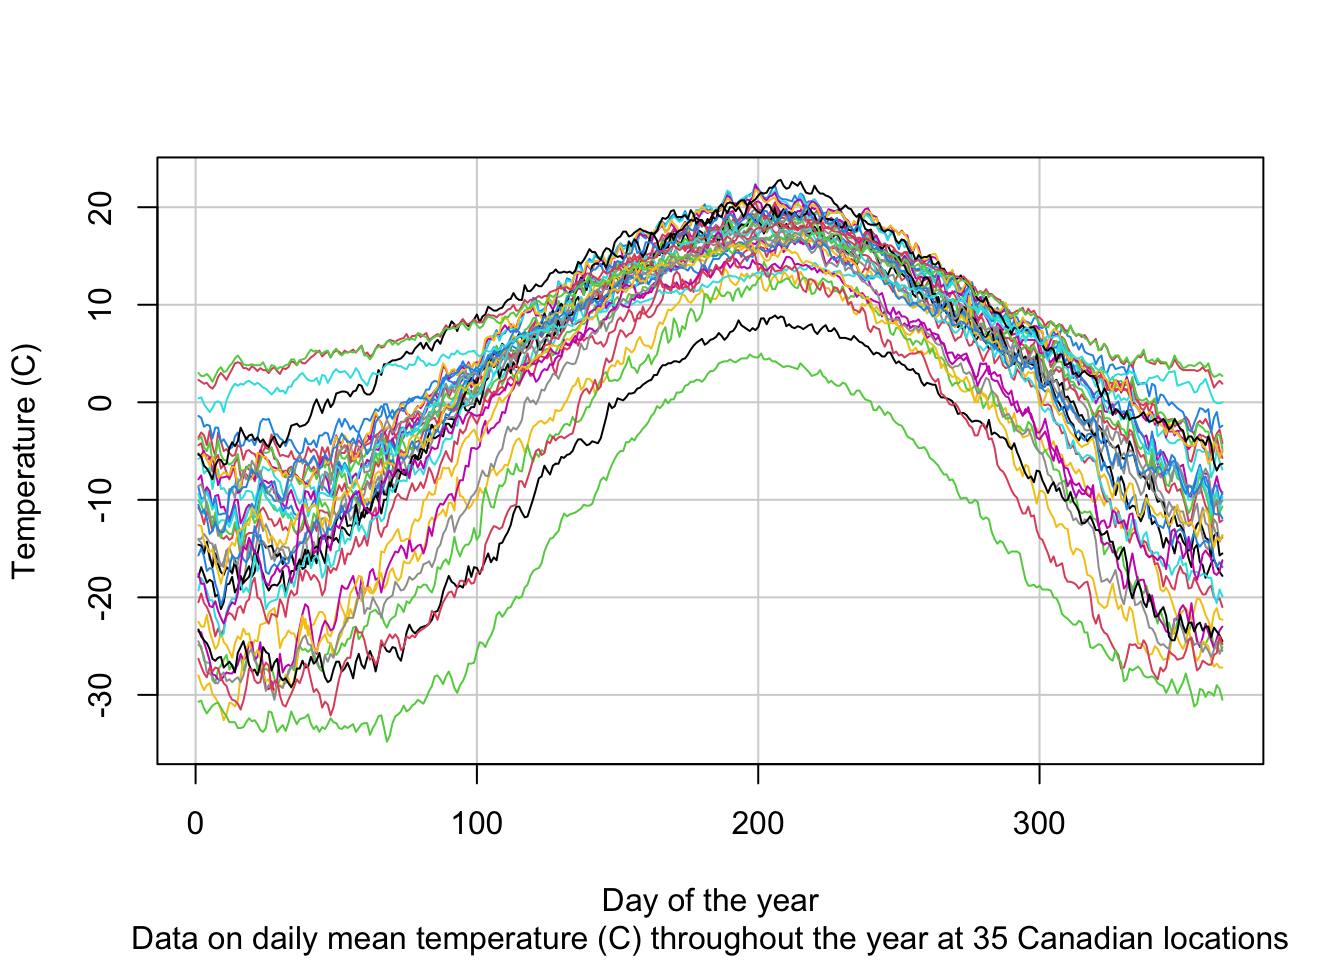 Temperature (C)
20
10
0
-10
-20
-30
0 100 200 300
Day of the year
Data on daily mean temperature (C) throughout the year at 35 Canadian locations